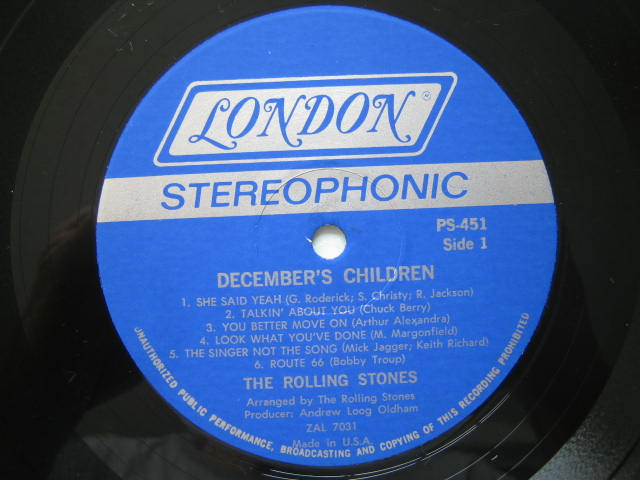 LONDON®
STEREOPHONIC
PS-451
Side 1
DECEMBER'S CHILDREN
1. SHE SAID YEAH (G. Roderick; S. Christy; R. Jackson)
2. TALKIN' ABOUT YOU (Chuck Berry)
3. YOU BETTER MOVE ON (Arthur Alexandra)
4. LOOK WHAT YOU'VE DONE (M. Margonfield)
5. THE SINGER NOT THE SONG (Mick Jagger; Keith Richard)
6. ROUTE 66 (Bobby Troup)
THE ROLLING STONES
Arranged by The Rolling Stones
Producer: Andrew Loog Oldham
ZAL 7031
Made in U.S.A.
UNAUTHORIZED PUBLIC PERFORMANCE, BROADCASTING AND COPYING OF THIS RECORDING PROHIBITED